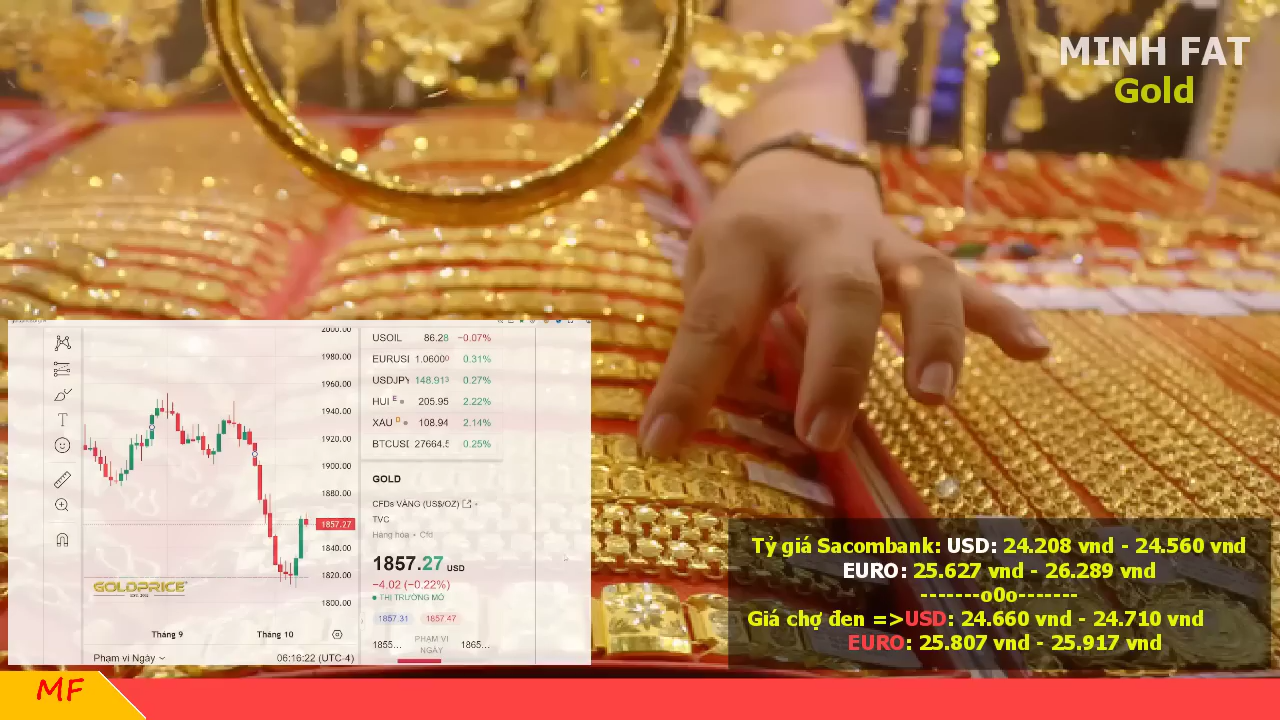 MINH FAT
Gold
2000.00
1980.00
1960.00
1940.00
1920.00
1900.00
1880.00
1857.27
1840.00
1820.00
1800.00
GOLDPRICE
Tháng 9
Tháng 10
Phạm vi Ngày
06:16:22 (UTC-4)
USOIL 86.28 −0.07%
EURUSI 1.06000 0.31%
USDJPY 148.913 0.27%
HUI E 205.95 2.22%
XAU D 108.94 2.14%
BTCUSI 27664.5 0.25%
GOLD
CFDs VÀNG (US$/OZ)
TVC
Hàng hóa • Cfd
1857.27 USD
−4.02 (−0.22%)
THỊ TRƯỜNG MỞ
1857.31 1857.47
1855... PHẠM VI NGÀY 1865...
Tỷ giá Sacombank: USD: 24.208 vnd - 24.560 vnd
EURO: 25.627 vnd - 26.289 vnd
-------o0o-------
Giá chợ đen =>USD: 24.660 vnd - 24.710 vnd
EURO: 25.807 vnd - 25.917 vnd
MF